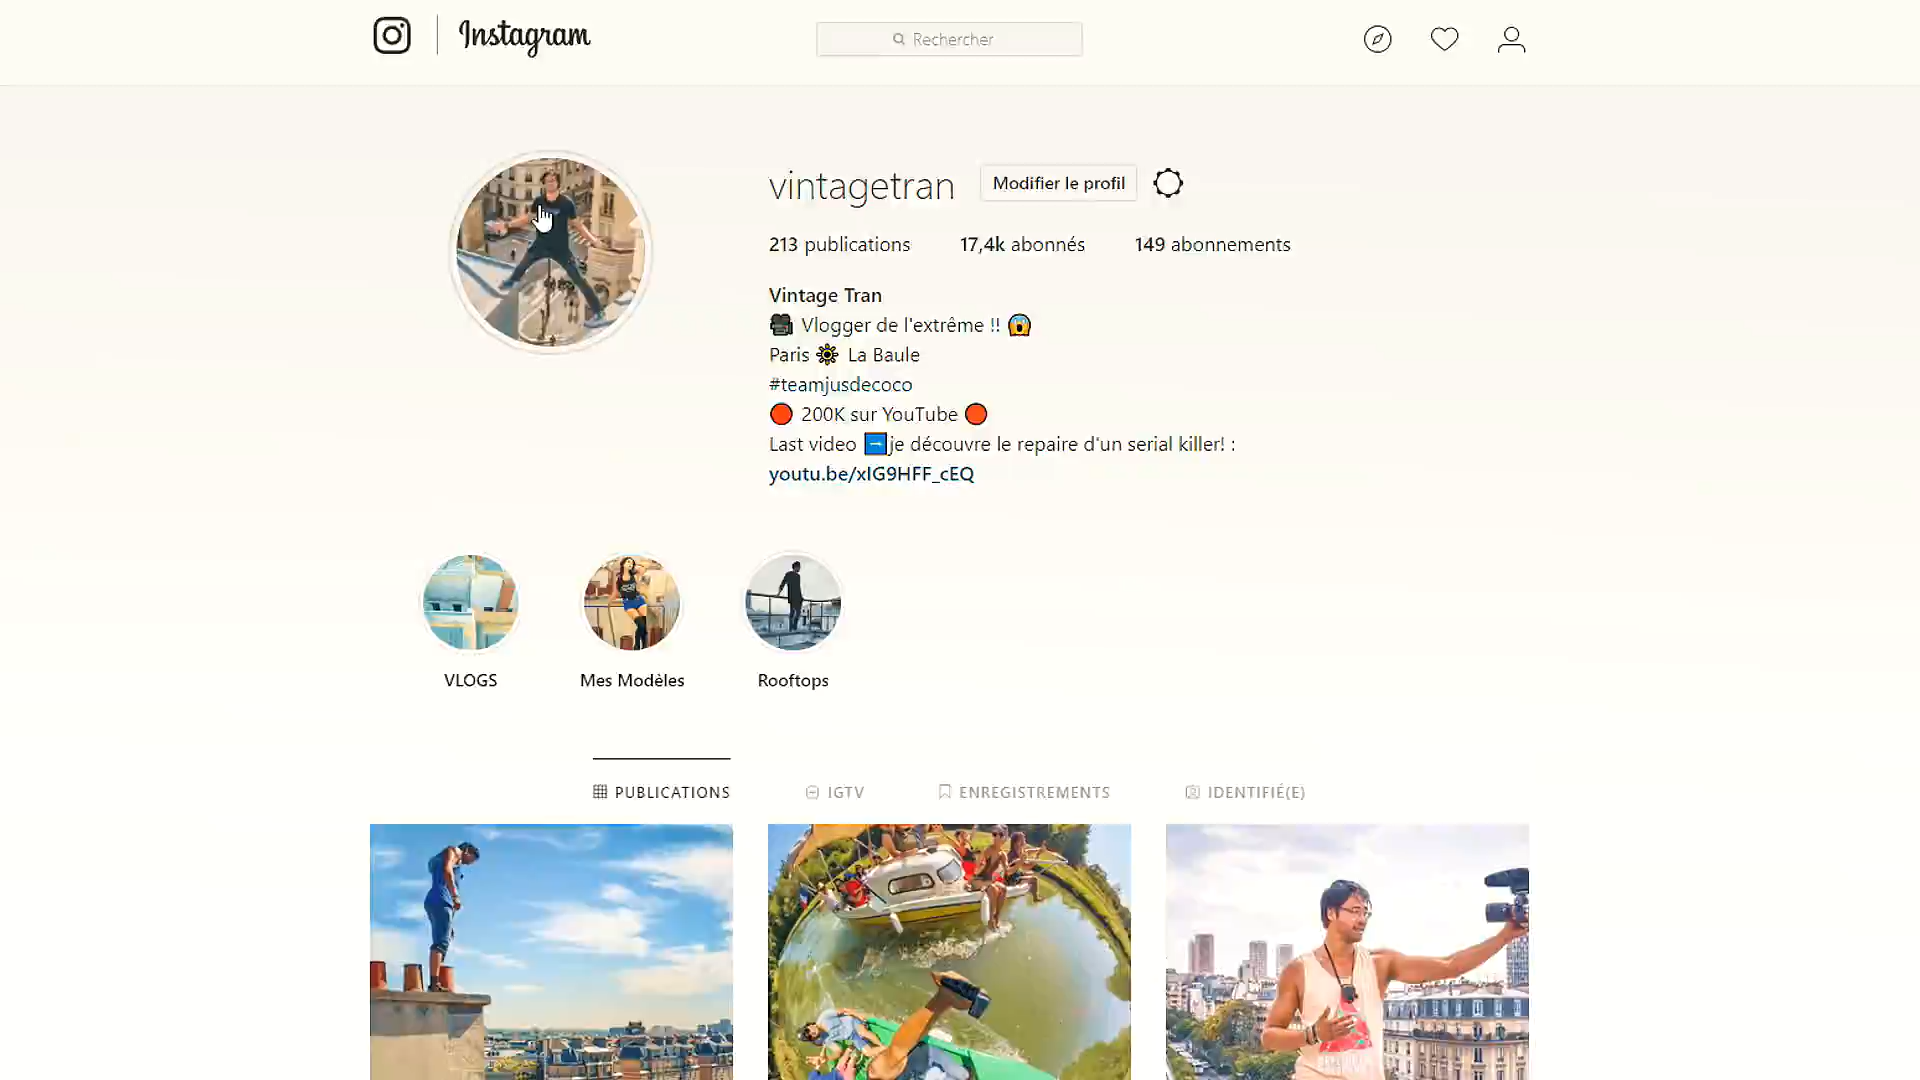 Instagram
Rechercher
vintagetran Modifier le profil
213 publications 17,4k abonnés 149 abonnements
Vintage Tran
🎥 Vlogger de l'extrême !! 😱
Paris 🔅 La Baule
#teamjusdecoco
🔴 200K sur YouTube 🔴
Last video ➡️je découvre le repaire d'un serial killer! :
youtu.be/xIG9HFF_cEQ
VLOGS Mes Modèles Rooftops
PUBLICATIONS IGTV ENREGISTREMENTS IDENTIFIÉ(E)